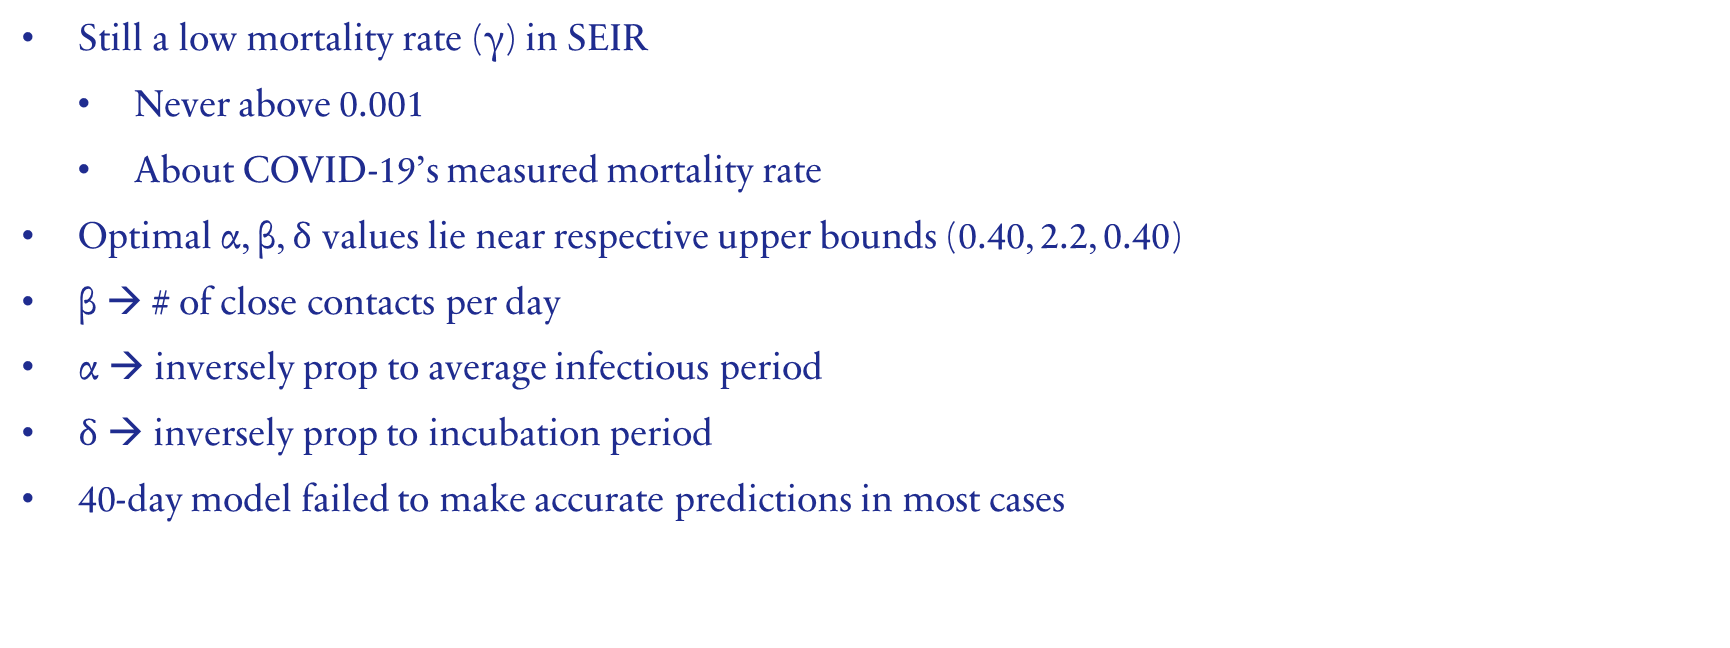 • Still a low mortality rate (γ) in SEIR
• Never above 0.001
• About COVID-19’s measured mortality rate
• Optimal α, β, δ values lie near respective upper bounds (0.40, 2.2, 0.40)
• β → # of close contacts per day
• α → inversely prop to average infectious period
• δ → inversely prop to incubation period
• 40-day model failed to make accurate predictions in most cases